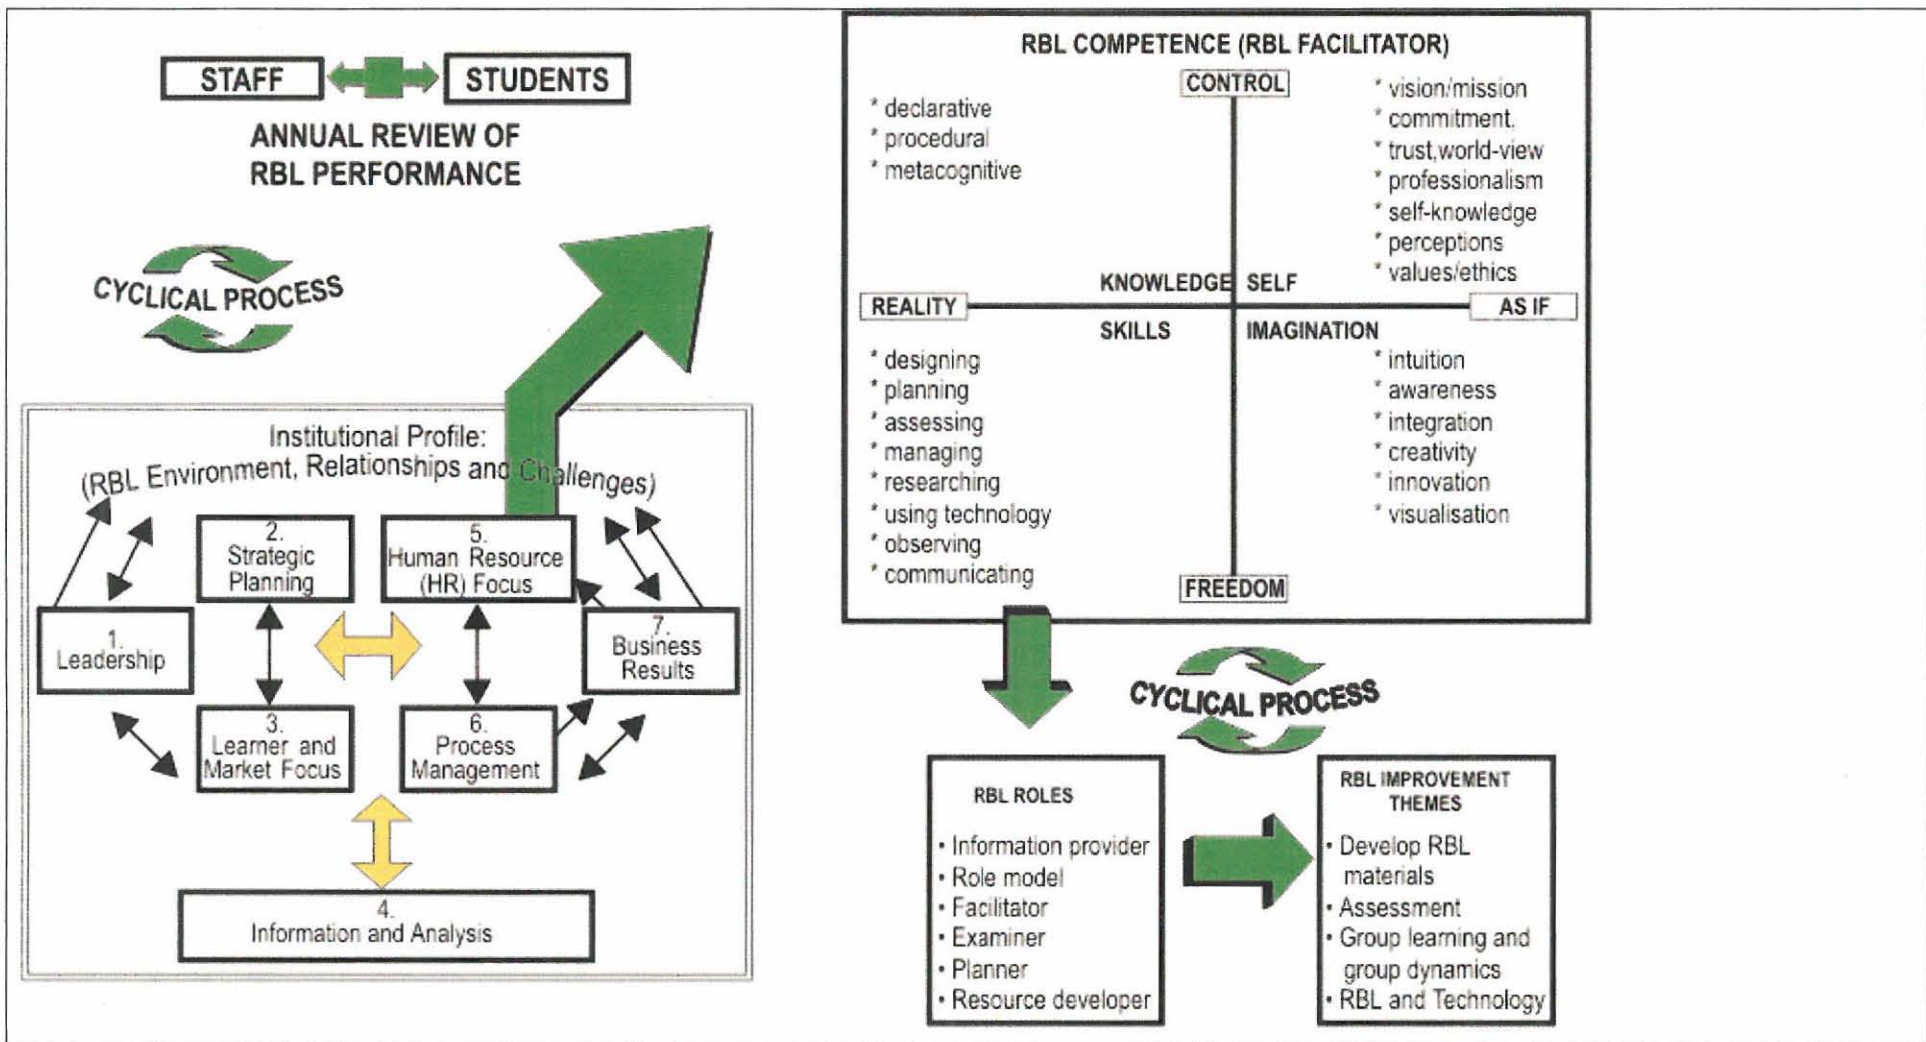 STAFF
STUDENTS
ANNUAL REVIEW OF
RBL PERFORMANCE
CYCLICAL PROCESS
Institutional Profile:
(RBL Environment, Relationships and Challenges)
2.
Strategic
Planning
5.
Human Resource
(HR) Focus
1.
Leadership
7.
Business
Results
3.
Learner and
Market Focus
6.
Process
Management
4.
Information and Analysis
RBL COMPETENCE (RBL FACILITATOR)
CONTROL
* declarative
* procedural
* metacognitive
* vision/mission
* commitment.
* trust,world-view
* professionalism
* self-knowledge
* perceptions
* values/ethics
KNOWLEDGE SELF
REALITY
AS IF
SKILLS
IMAGINATION
* designing
* planning
* assessing
* managing
* researching
* using technology
* observing
* communicating
* intuition
* awareness
* integration
* creativity
* innovation
* visualisation
FREEDOM
CYCLICAL PROCESS
RBL ROLES
• Information provider
• Role model
• Facilitator
• Examiner
• Planner
• Resource developer
RBL IMPROVEMENT
THEMES
• Develop RBL
materials
• Assessment
• Group learning and
group dynamics
• RBL and Technology